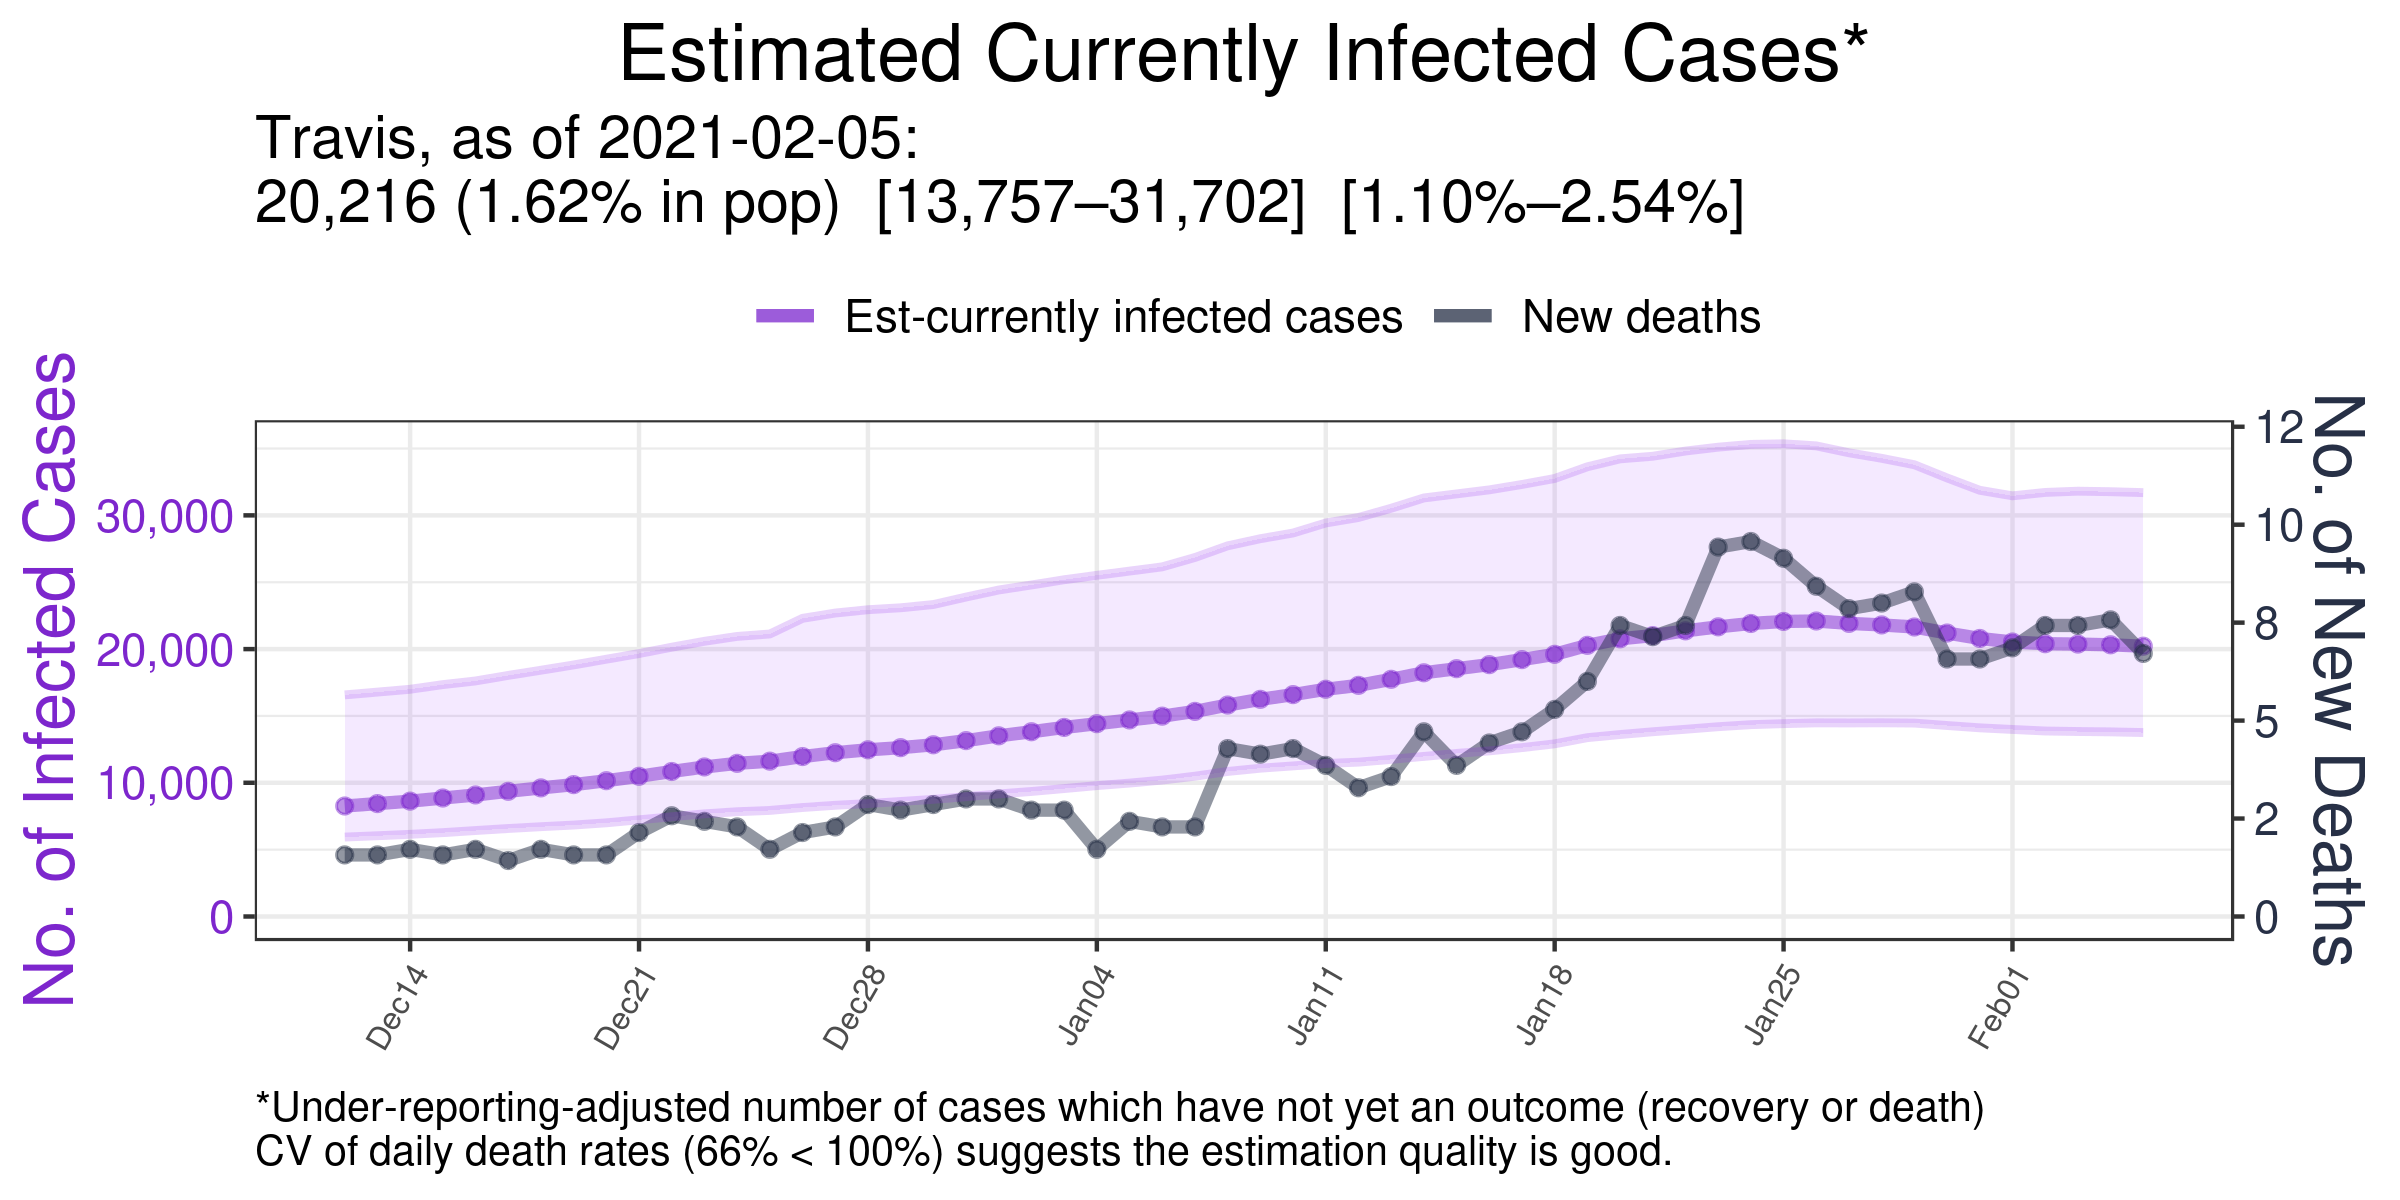 Estimated Currently Infected Cases*
Travis, as of 2021-02-05:
20,216 (1.62% in pop)  [13,757–31,702]  [1.10%–2.54%]
Est-currently infected cases
New deaths
No. of Infected Cases
30,000
20,000
10,000
0
12
10
8
5
2
0
No. of New Deaths
Dec14
Dec21
Dec28
Jan04
Jan11
Jan18
Jan25
Feb01
*Under-reporting-adjusted number of cases which have not yet an outcome (recovery or death)
CV of daily death rates (66% < 100%) suggests the estimation quality is good.